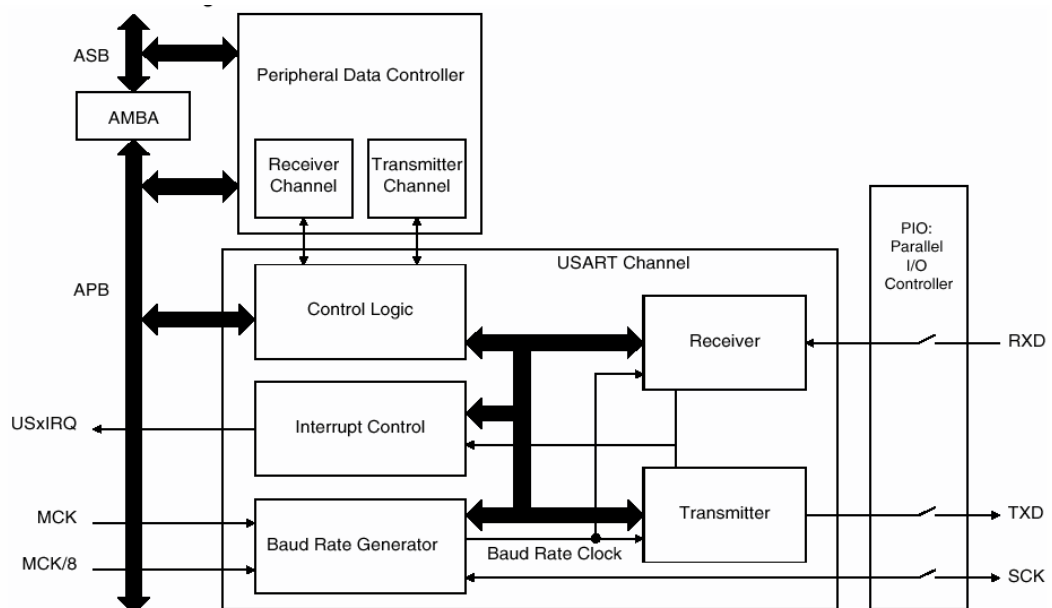 ASB
Peripheral Data Controller
AMBA
Receiver
Channel
Transmitter
Channel
PIO:
Parallel
I/O
Controller
USART Channel
APB
Control Logic
Receiver
RXD
USxIRQ
Interrupt Control
MCK
Baud Rate Generator
Transmitter
TXD
Baud Rate Clock
MCK/8
SCK